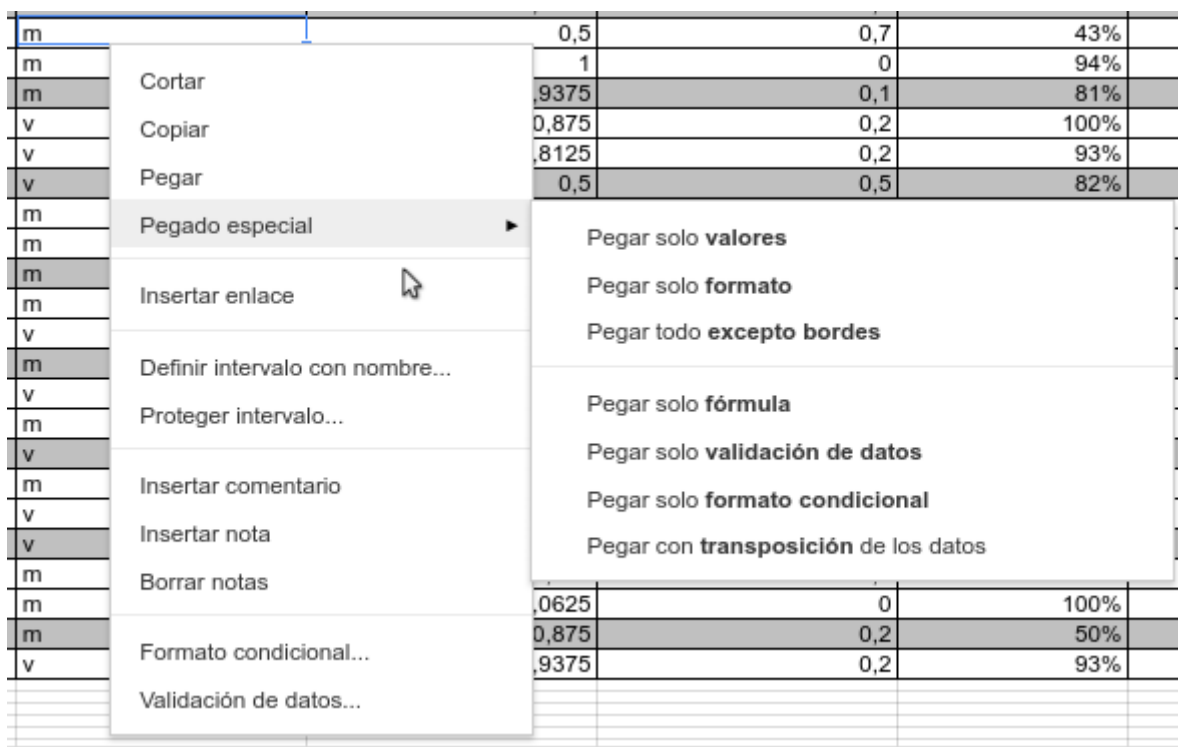 m 0,5 0,7 43%
m 1 0 94%
m ,9375 0,1 81%
v 0,875 0,2 100%
v ,8125 0,2 93%
v 0,5 0,5 82%
m
m
m
m
v
m
v
m
v
m
v
v
m
m ,0625 0 100%
m 0,875 0,2 50%
v ,9375 0,2 93%
Cortar
Copiar
Pegar
Pegado especial
Insertar enlace
Definir intervalo con nombre...
Proteger intervalo...
Insertar comentario
Insertar nota
Borrar notas
Formato condicional...
Validación de datos...
Pegar solo valores
Pegar solo formato
Pegar todo excepto bordes
Pegar solo fórmula
Pegar solo validación de datos
Pegar solo formato condicional
Pegar con transposición de los datos